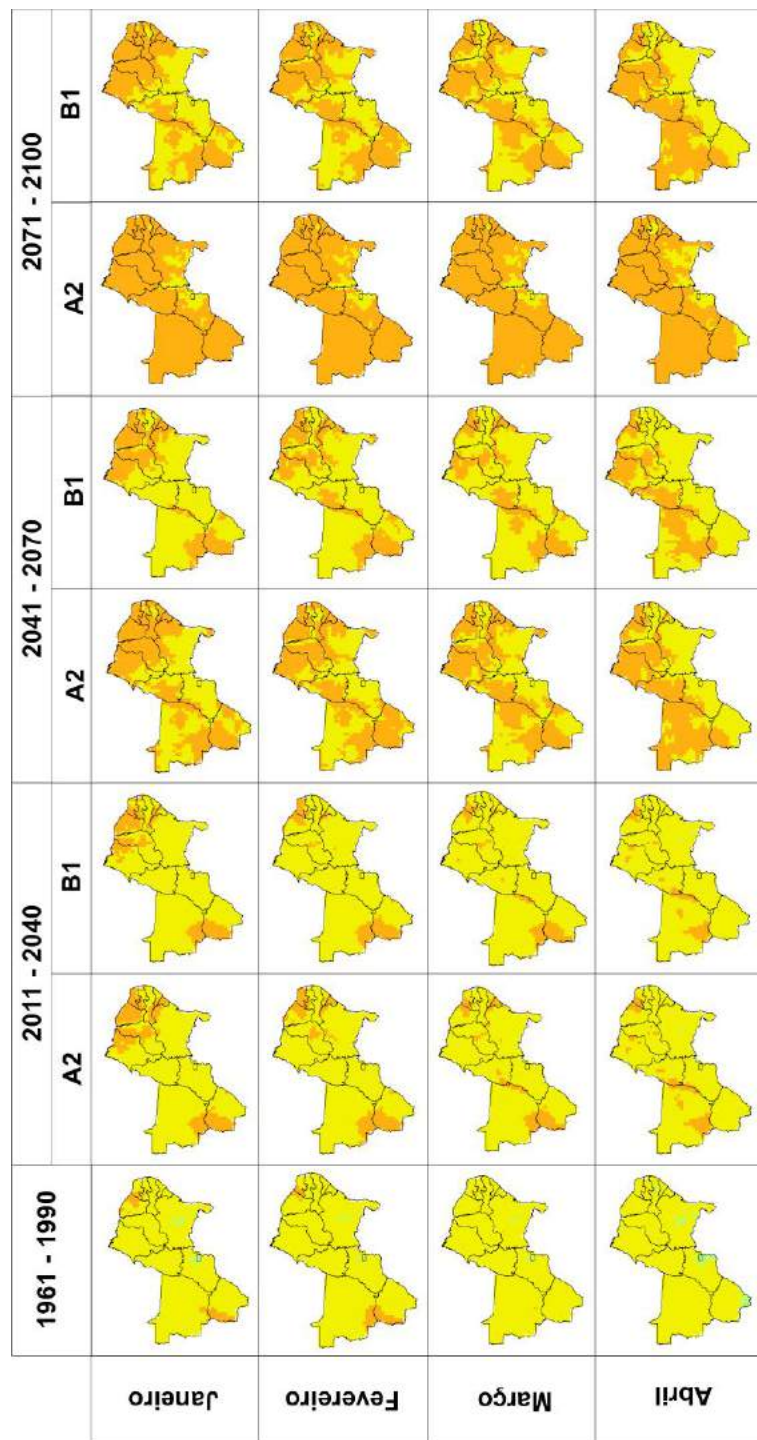 1961 - 1990
2011 - 2040
2041 - 2070
2071 - 2100
A2
B1
A2
B1
A2
B1
Janeiro
Fevereiro
Março
Abril